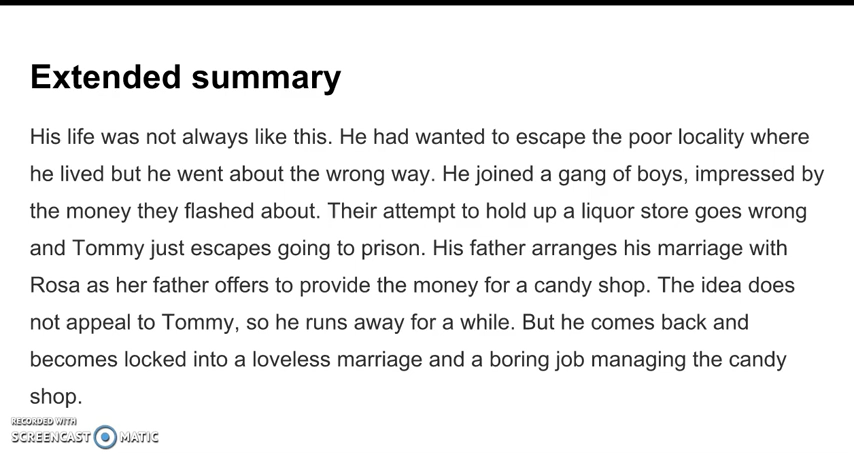 Extended summary
His life was not always like this. He had wanted to escape the poor locality where
he lived but he went about the wrong way. He joined a gang of boys, impressed by
the money they flashed about. Their attempt to hold up a liquor store goes wrong
and Tommy just escapes going to prison. His father arranges his marriage with
Rosa as her father offers to provide the money for a candy shop. The idea does
not appeal to Tommy, so he runs away for a while. But he comes back and
becomes locked into a loveless marriage and a boring job managing the candy
shop.
RECORDED WITH
SCREENCAST MATIC